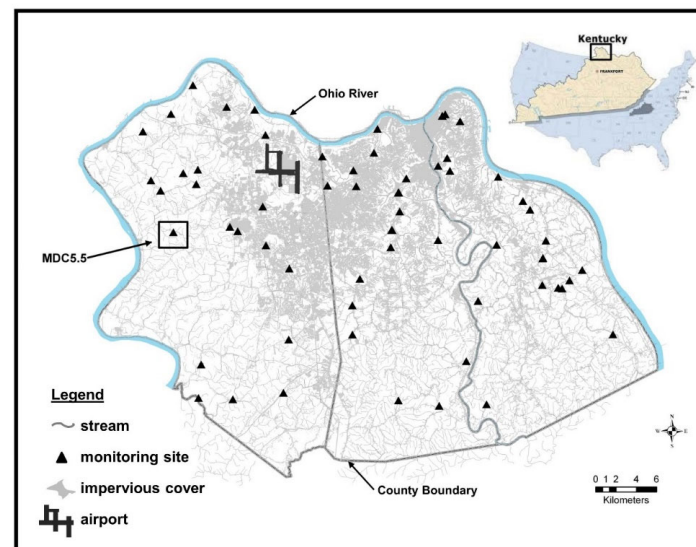 Kentucky
FRANKFORT
Ohio River
MDC5.5
Legend
stream
monitoring site
impervious cover
airport
County Boundary
N
W E
S
0 1 2 4 6
Kilometers